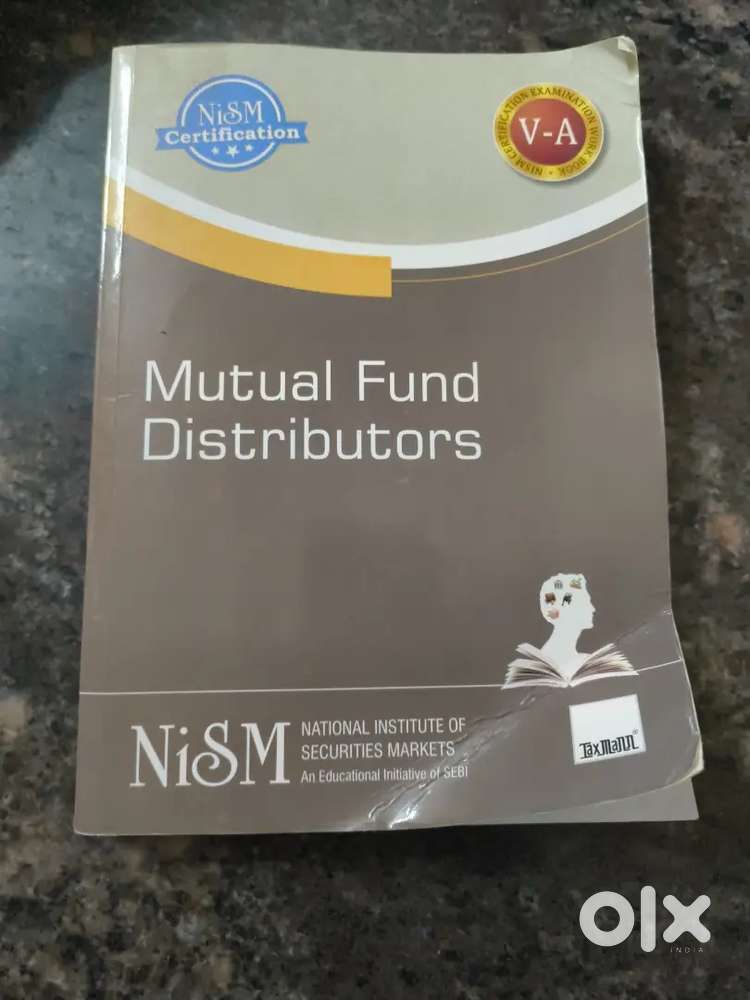 NiSM
Certification
NISM CERTIFICATION EXAMINATION WORK BOOK
V-A
Mutual Fund
Distributors
NiSM
NATIONAL INSTITUTE OF
SECURITIES MARKETS
An Educational Initiative of SEBI
TAXMANN®
olx
INDIA